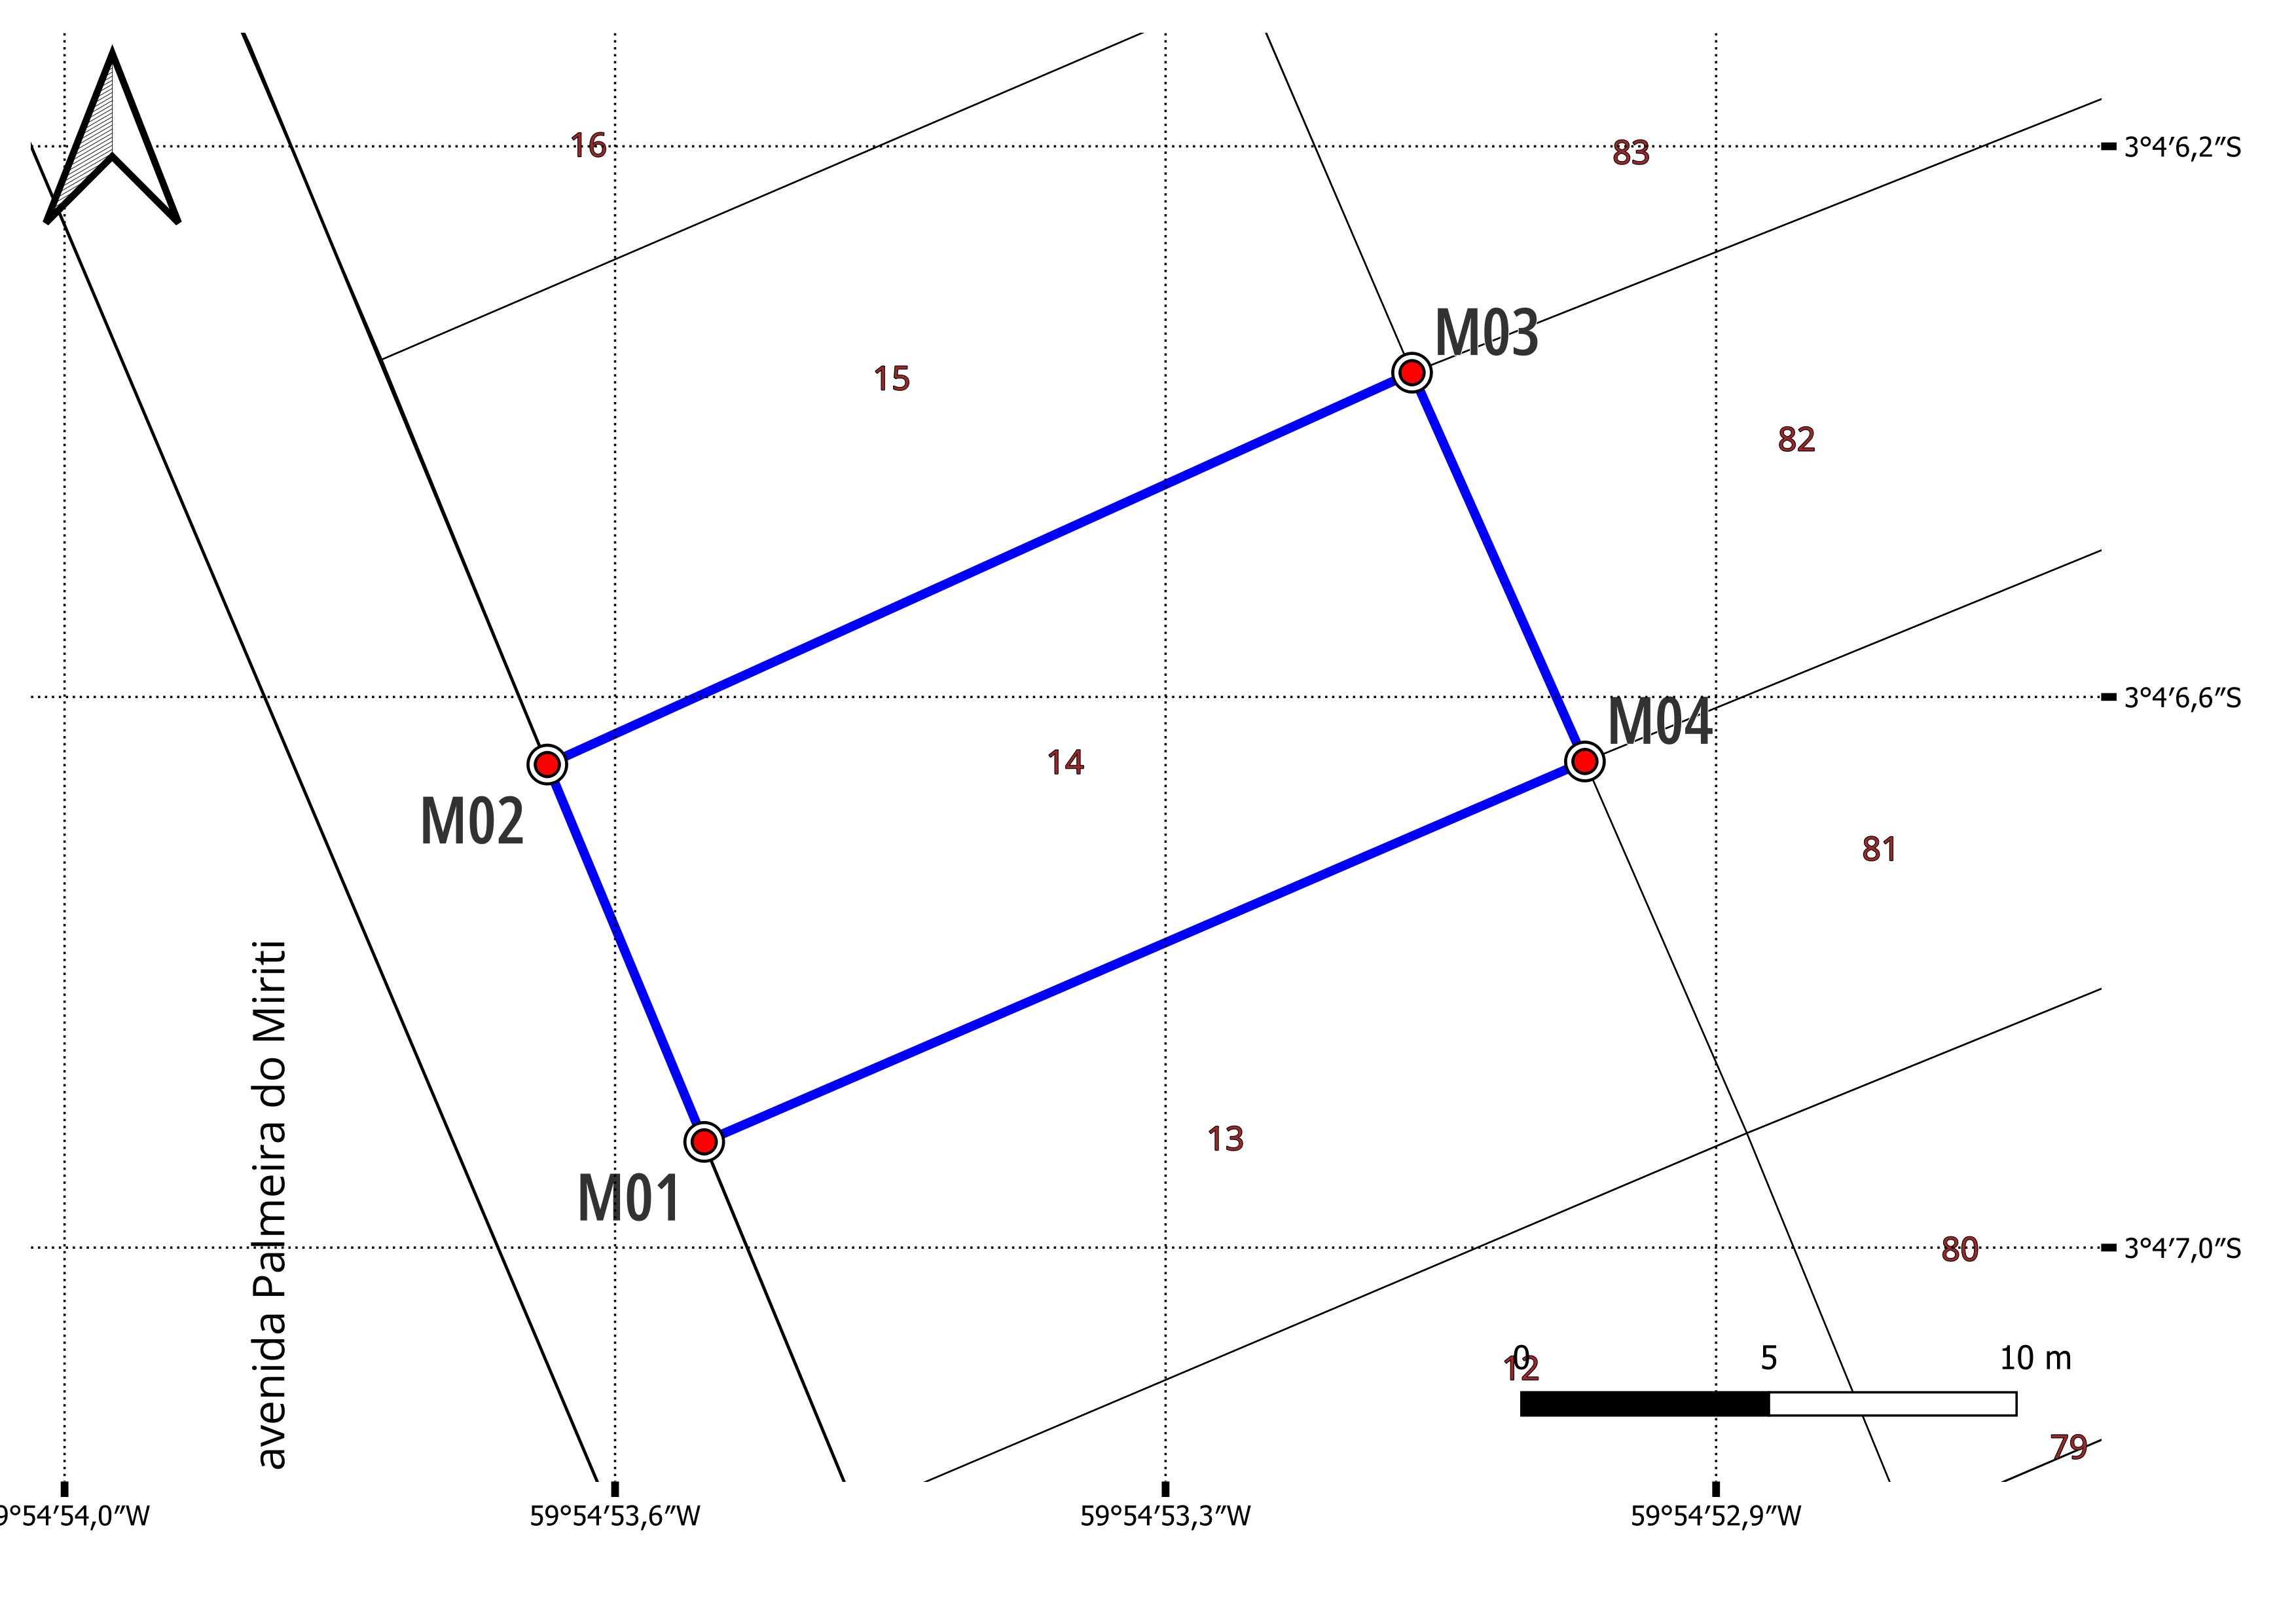 16
83
3°4′6,2″S
M03
15
82
3°4′6,6″S
M04
14
M02
81
avenida Palmeira do Miriti
13
M01
3°4′7,0″S
80
0 5 10 m
12
79
9°54′54,0″W 59°54′53,6″W 59°54′53,3″W 59°54′52,9″W